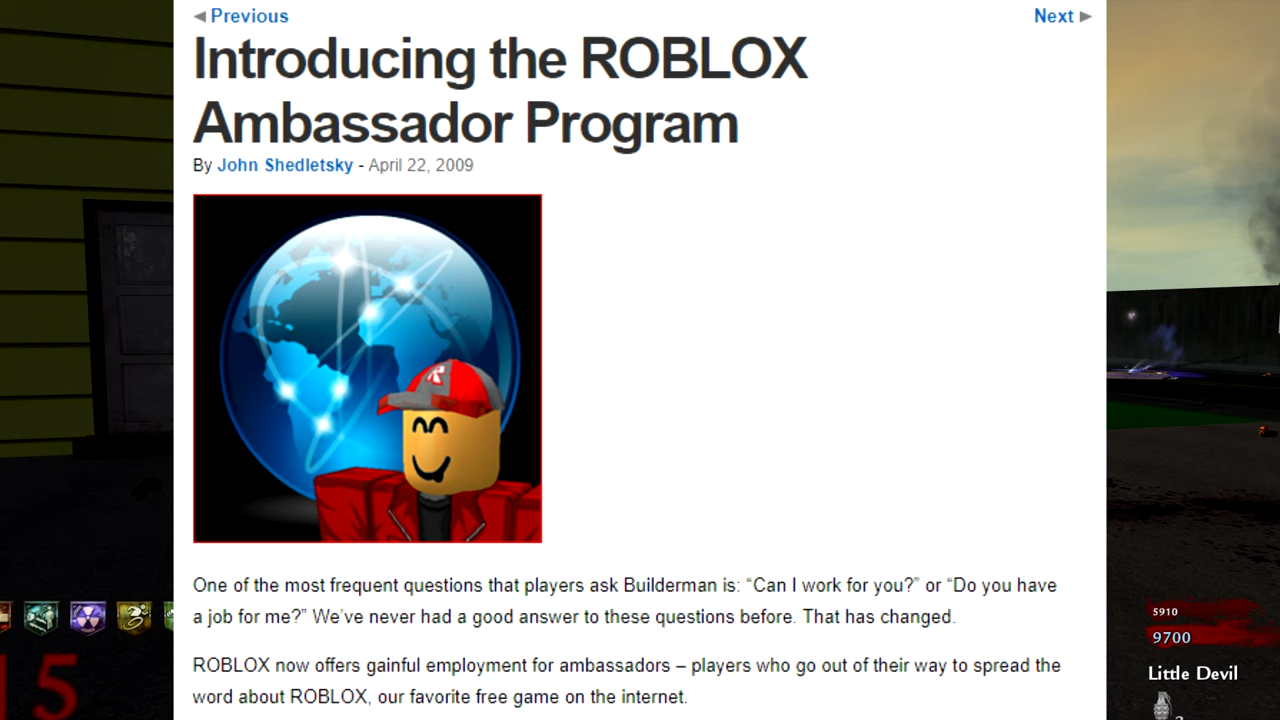 ◀ Previous
Next ▶
Introducing the ROBLOX
Ambassador Program
By John Shedletsky - April 22, 2009
R
One of the most frequent questions that players ask Builderman is: “Can I work for you?” or “Do you have
a job for me?” We’ve never had a good answer to these questions before. That has changed.
ROBLOX now offers gainful employment for ambassadors – players who go out of their way to spread the
word about ROBLOX, our favorite free game on the internet.
15
5910
9700
Little Devil